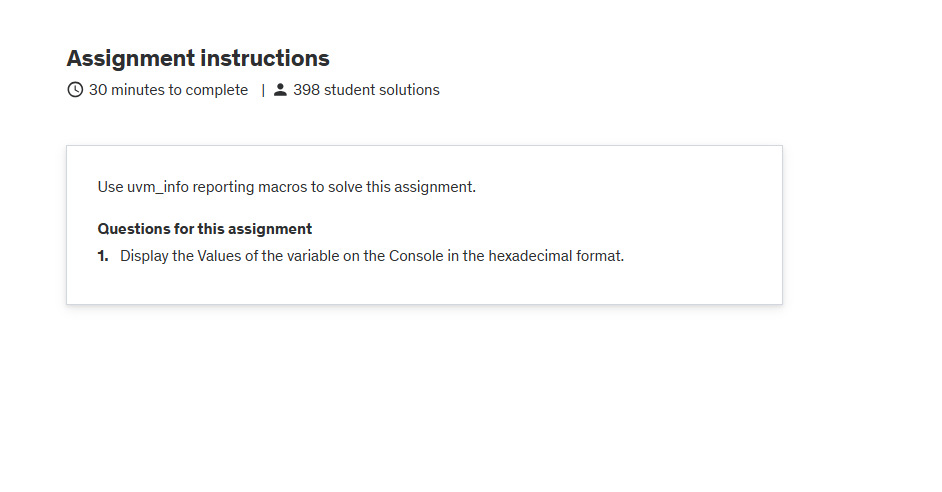 Assignment instructions
30 minutes to complete | 398 student solutions
Use uvm_info reporting macros to solve this assignment.
Questions for this assignment
1. Display the Values of the variable on the Console in the hexadecimal format.